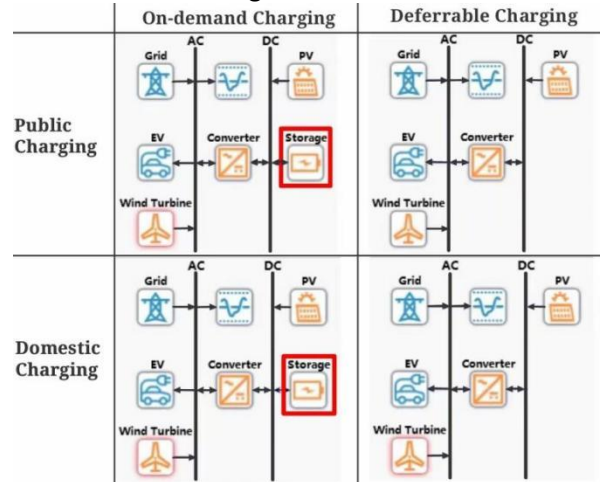 On-demand Charging Deferrable Charging
AC DC AC DC
Grid PV Grid PV
Public
Charging
EV Converter Storage EV Converter
Wind Turbine Wind Turbine
AC DC AC DC
Grid PV Grid PV
Domestic
Charging
EV Converter Storage EV Converter
Wind Turbine Wind Turbine